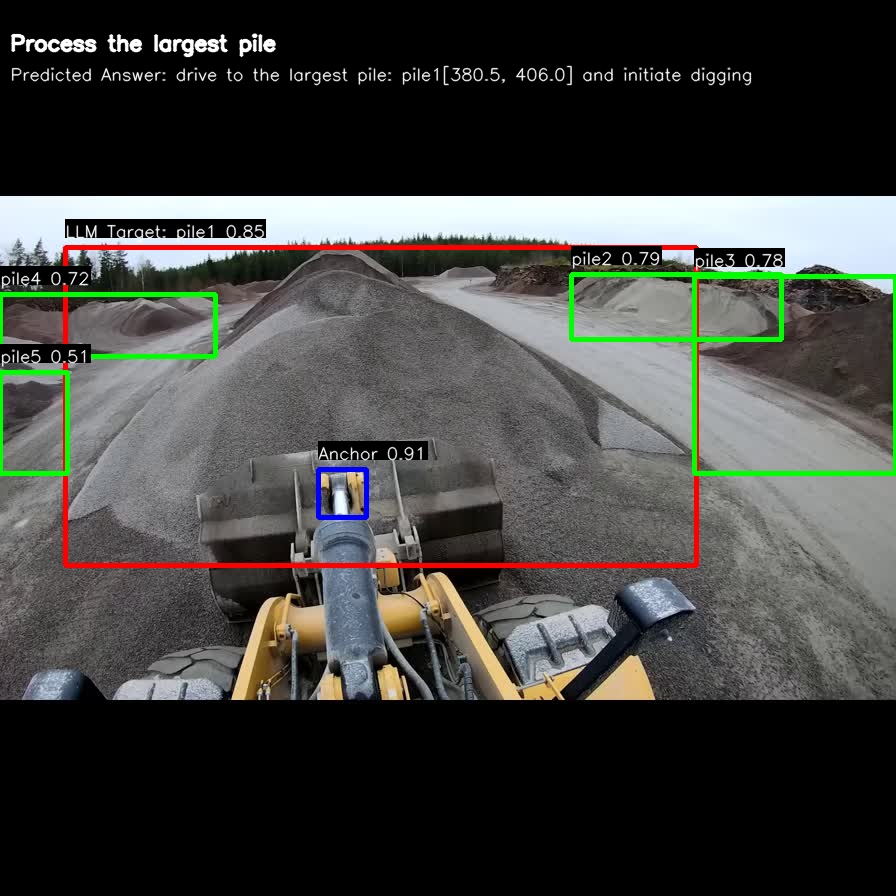 Process the largest pile
Predicted Answer: drive to the largest pile: pile1[380.5, 406.0] and initiate digging
LLM Target: pile1 0.85
pile2 0.79
pile3 0.78
pile4 0.72
pile5 0.51
Anchor 0.91